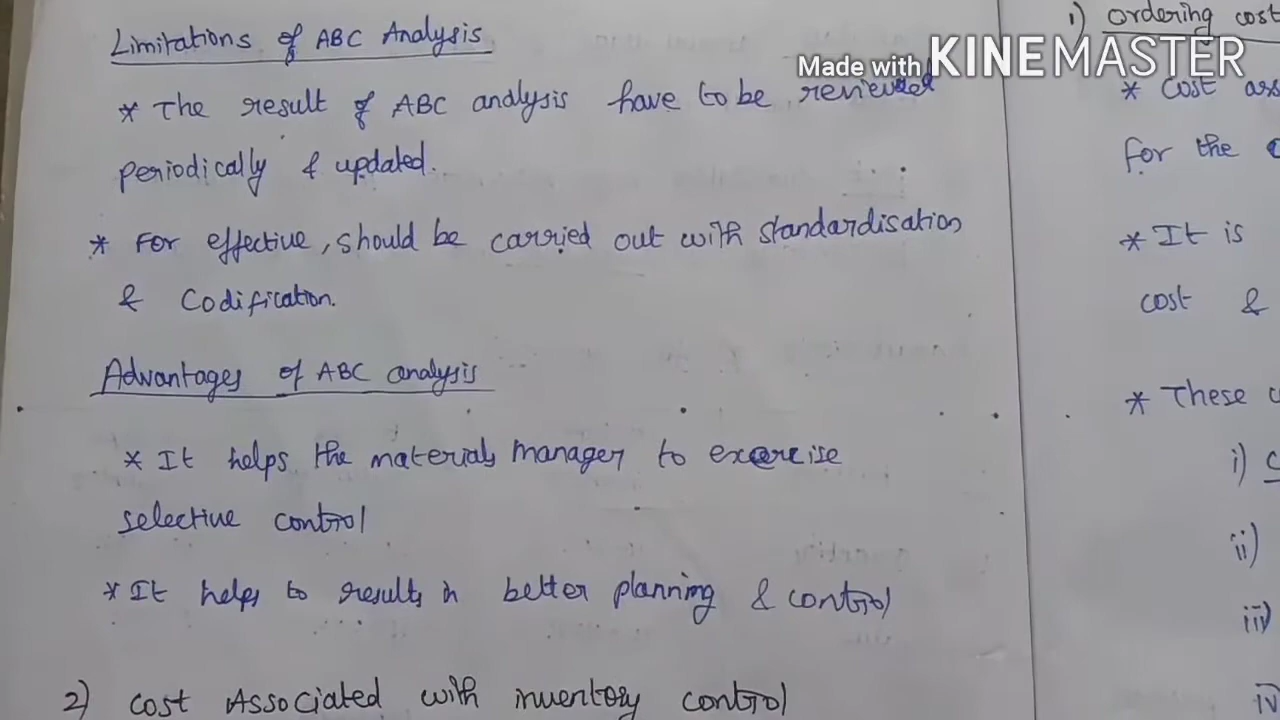 Limitations of ABC Analysis
* The result of ABC analysis have to be reviewed
periodically & updated.
* For effective, should be carried out with standardisation
& Codification.
Advantages of ABC analysis
* It helps the materials manager to exercise
selective control
* It helps to results in better planning & control
2) Cost Associated with inventory control
i) ordering cost
Made with KINEMASTER
* Cost
for the
* It is
cost &
* These
i)
ii)
iii)
iv